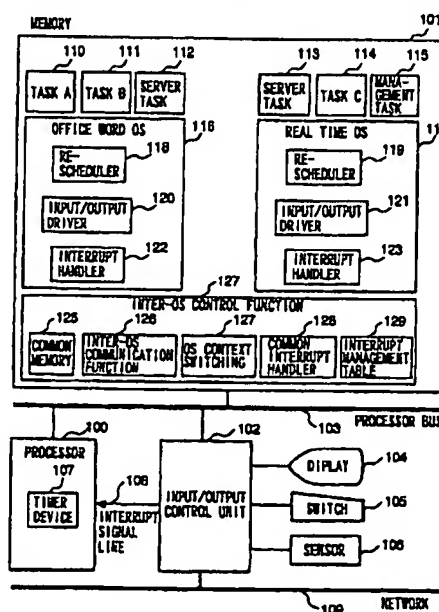 MEMORY
101
110
111
112
113
114
115
TASK A
TASK B
SERVER
TASK
SERVER
TASK
TASK C
MANA-
GEMENT
TASK
OFFICE WORD OS
116
118
RE-
SCHEDULER
120
INPUT/OUTPUT
DRIVER
122
INTERRUPT
HANDLER
REAL TIME OS
11
119
RE-
SCHEDULER
121
INPUT/OUTPUT
DRIVER
123
INTERRUPT
HANDLER
127
INTER-OS CONTROL FUNCTION
125
126
127
128
129
COMMON
MEMORY
INTER-OS
COMMUNICATION
FUNCTION
OS CONTEXT
SWITCHING
COMMON
INTERRUPT
HANDLER
INTERRUPT
MANAGEMENT
TABLE
103
PROCESSOR BUS
100
102
PROCESSOR
107
TIMER
DEVICE
108
INTERRUPT
SIGNAL
LINE
INPUT/OUTPUT
CONTROL UNIT
DIPLAY
104
SWITCH
105
SENSOR
106
109
NETWORK